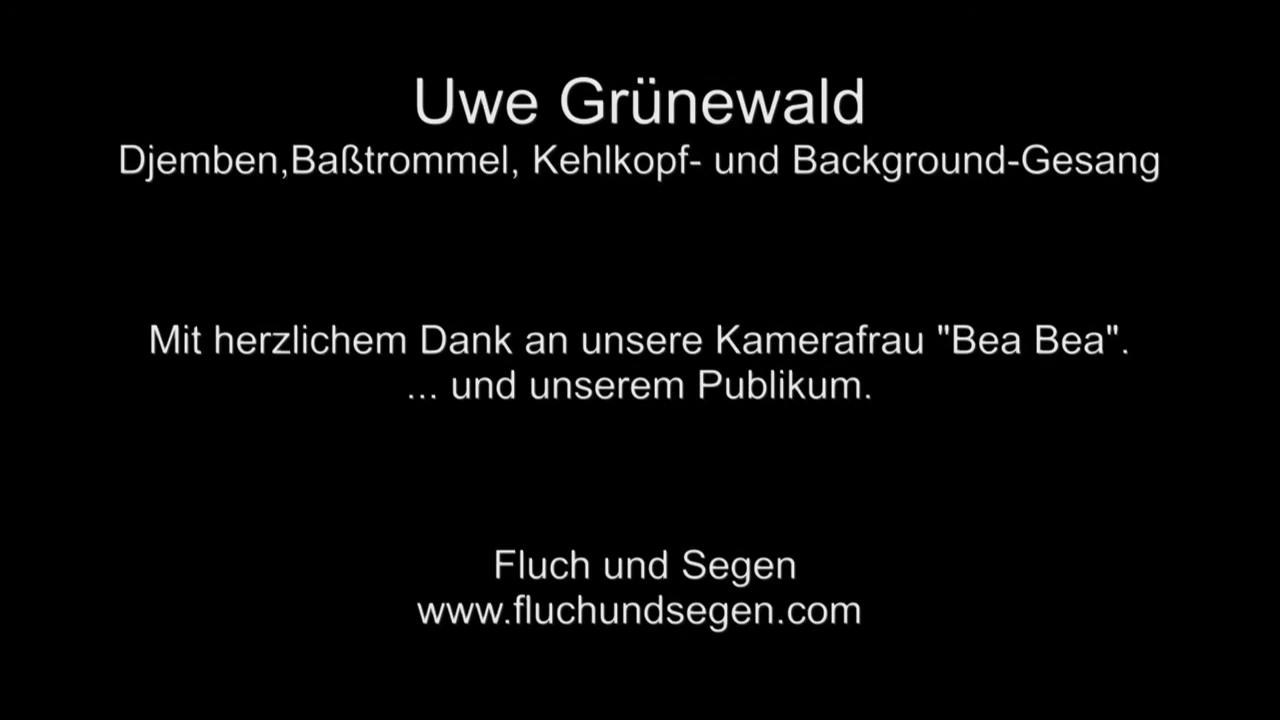 Uwe Grünewald
Djemben,Baßtrommel, Kehlkopf- und Background-Gesang
Mit herzlichem Dank an unsere Kamerafrau "Bea Bea".
... und unserem Publikum.
Fluch und Segen
www.fluchundsegen.com